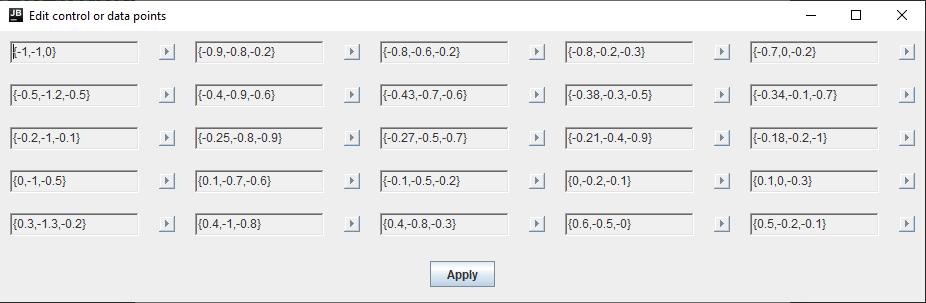 JB Edit control or data points
{-1,-1,0} {-0.9,-0.8,-0.2} {-0.8,-0.6,-0.2} {-0.8,-0.2,-0.3} {-0.7,0,-0.2}
{-0.5,-1.2,-0.5} {-0.4,-0.9,-0.6} {-0.43,-0.7,-0.6} {-0.38,-0.3,-0.5} {-0.34,-0.1,-0.7}
{-0.2,-1,-0.1} {-0.25,-0.8,-0.9} {-0.27,-0.5,-0.7} {-0.21,-0.4,-0.9} {-0.18,-0.2,-1}
{0,-1,-0.5} {0.1,-0.7,-0.6} {-0.1,-0.5,-0.2} {0,-0.2,-0.1} {0.1,0,-0.3}
{0.3,-1.3,-0.2} {0.4,-1,-0.8} {0.4,-0.8,-0.3} {0.6,-0.5,-0} {0.5,-0.2,-0.1}
Apply